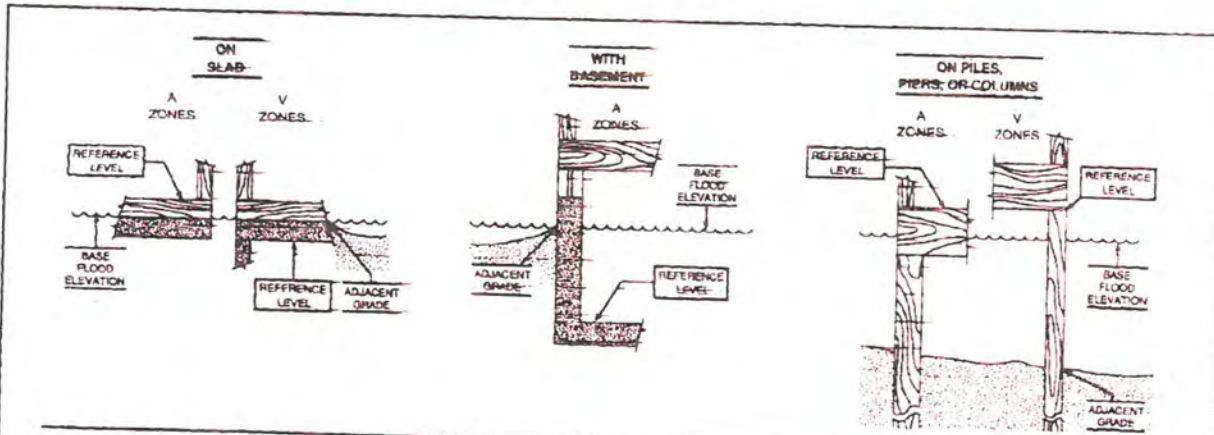 ON
SLAB
A
ZONES
V
ZONES
REFERENCE
LEVEL
BASE
FLOOD
ELEVATION
REFERENCE
LEVEL
ADJACENT
GRADE
WITH
BASEMENT
A
ZONES
BASE
FLOOD
ELEVATION
ADJACENT
GRADE
REFERENCE
LEVEL
ON PILES,
PIERS, OR COLUMNS
A
ZONES
V
ZONES
REFERENCE
LEVEL
REFERENCE
LEVEL
BASE
FLOOD
ELEVATION
ADJACENT
GRADE